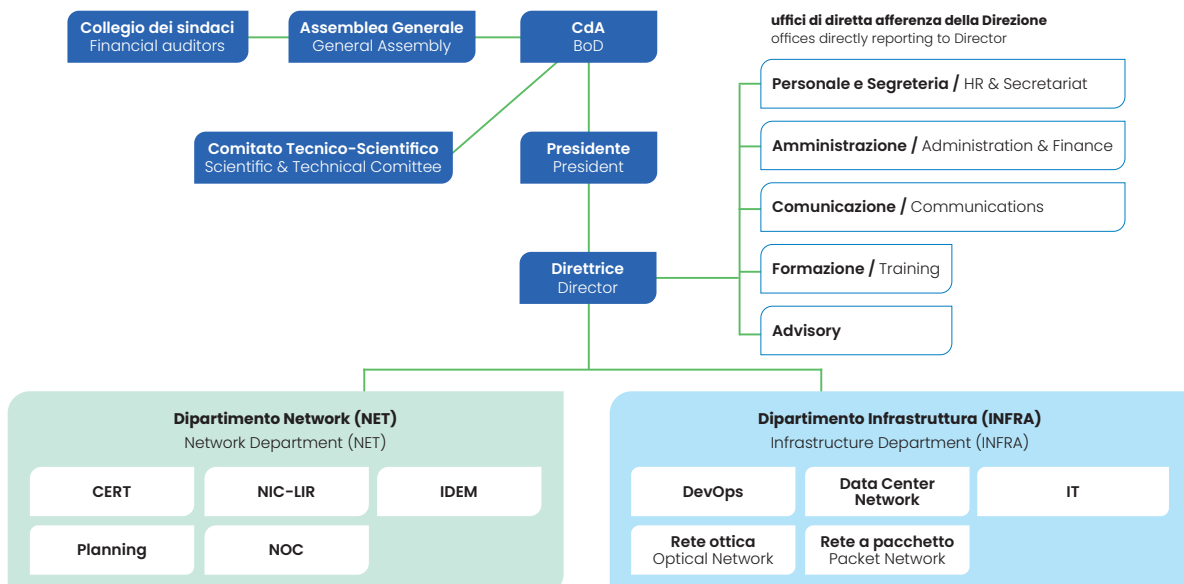 Collegio dei sindaci
Financial auditors
Assemblea Generale
General Assembly
CdA
BoD
uffici di diretta afferenza della Direzione
offices directly reporting to Director
Personale e Segreteria / HR & Secretariat
Comitato Tecnico-Scientifico
Scientific & Technical Comittee
Presidente
President
Amministrazione / Administration & Finance
Comunicazione / Communications
Direttrice
Director
Formazione / Training
Advisory
Dipartimento Network (NET)
Network Department (NET)
CERT
NIC-LIR
IDEM
Planning
NOC
Dipartimento Infrastruttura (INFRA)
Infrastructure Department (INFRA)
DevOps
Data Center
Network
IT
Rete ottica
Optical Network
Rete a pacchetto
Packet Network